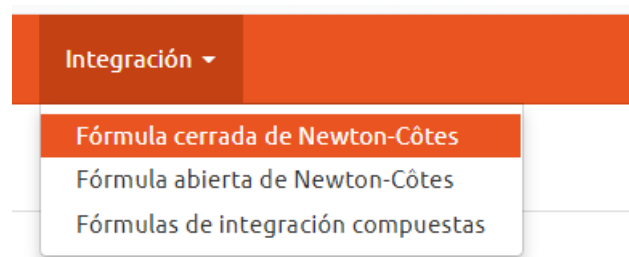 Integración
Fórmula cerrada de Newton-Côtes
Fórmula abierta de Newton-Côtes
Fórmulas de integración compuestas